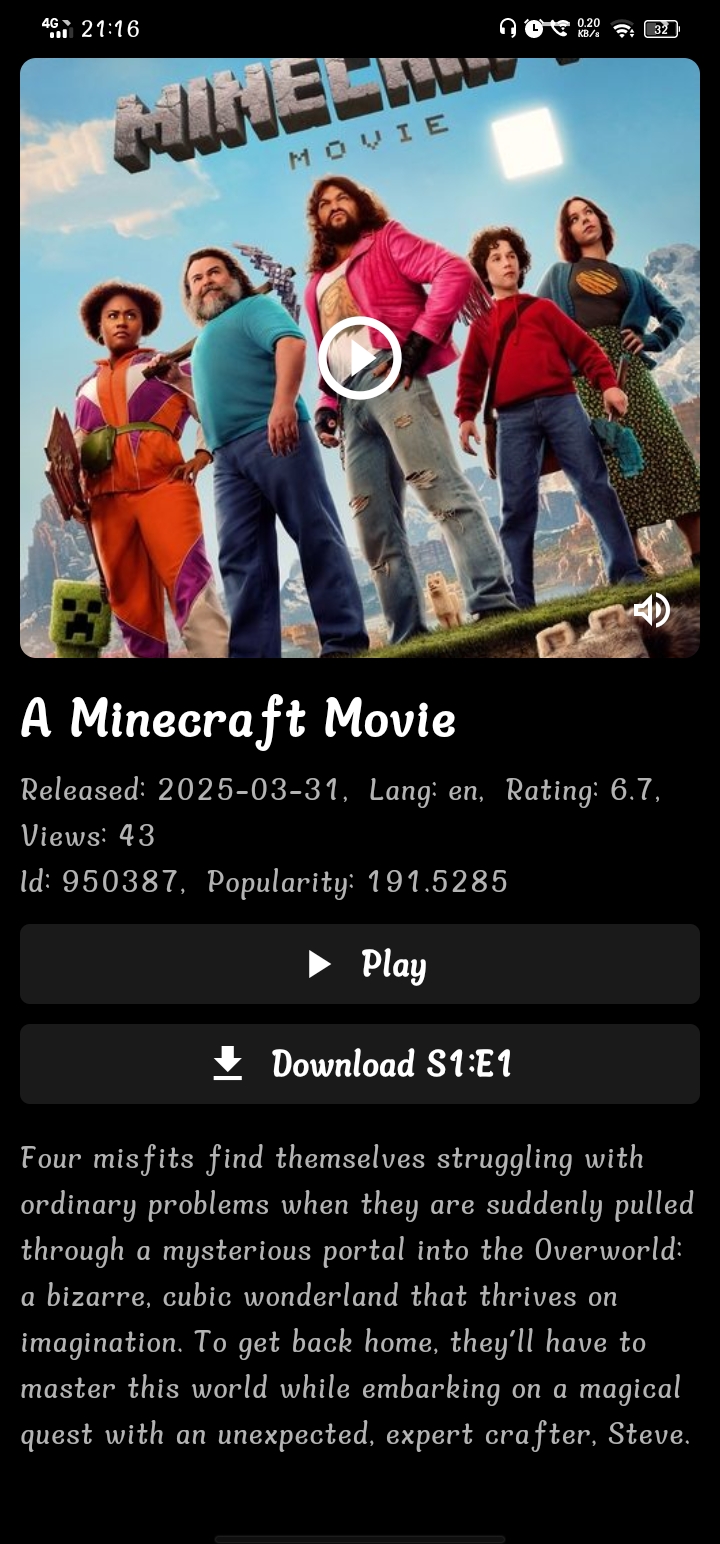 4G 21:16 0.20 KB/s 32
MINECRAFT
MOVIE
A Minecraft Movie
Released: 2025-03-31, Lang: en, Rating: 6.7,
Views: 43
Id: 950387, Popularity: 191.5285
Play
Download S1:E1
Four misfits find themselves struggling with
ordinary problems when they are suddenly pulled
through a mysterious portal into the Overworld:
a bizarre, cubic wonderland that thrives on
imagination. To get back home, they'll have to
master this world while embarking on a magical
quest with an unexpected, expert crafter, Steve.